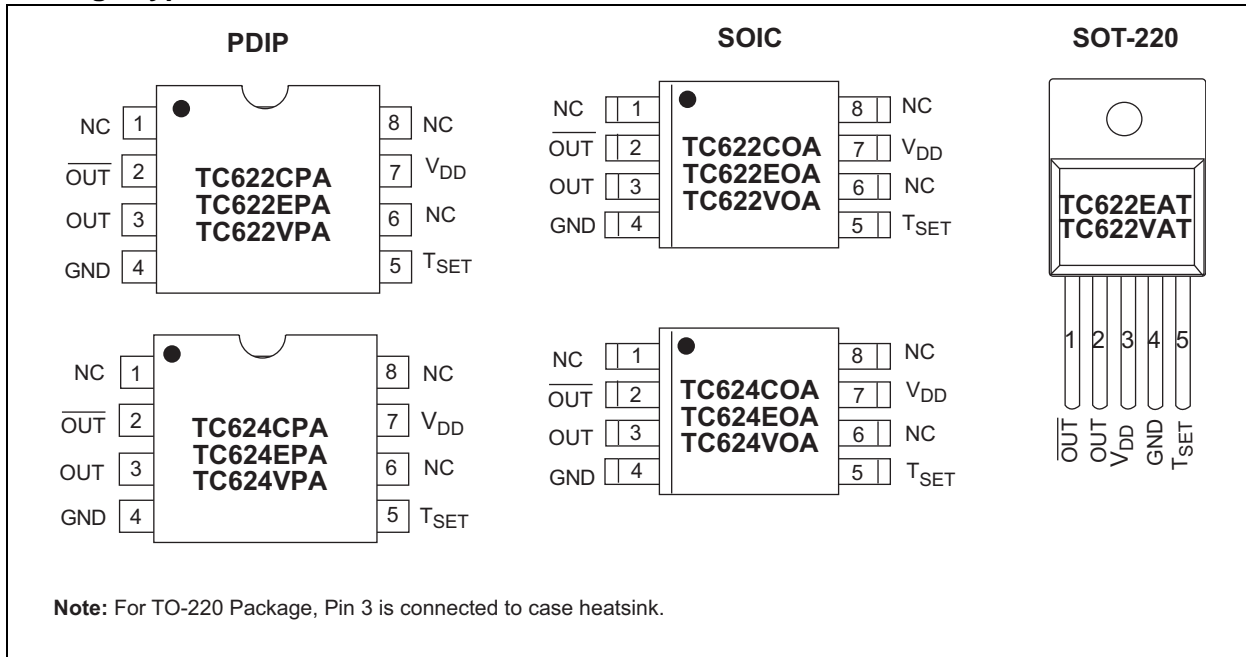 PDIP
NC 1
OUT 2
OUT 3
GND 4
8 NC
7 VDD
6 NC
5 TSET
TC622CPA
TC622EPA
TC622VPA
NC 1
OUT 2
OUT 3
GND 4
8 NC
7 VDD
6 NC
5 TSET
TC624CPA
TC624EPA
TC624VPA
SOIC
NC 1
OUT 2
OUT 3
GND 4
8 NC
7 VDD
6 NC
5 TSET
TC622COA
TC622EOA
TC622VOA
NC 1
OUT 2
OUT 3
GND 4
8 NC
7 VDD
6 NC
5 TSET
TC624COA
TC624EOA
TC624VOA
SOT-220
TC622EAT
TC622VAT
1 2 3 4 5
OUT
OUT
VDD
GND
TSET
Note: For TO-220 Package, Pin 3 is connected to case heatsink.